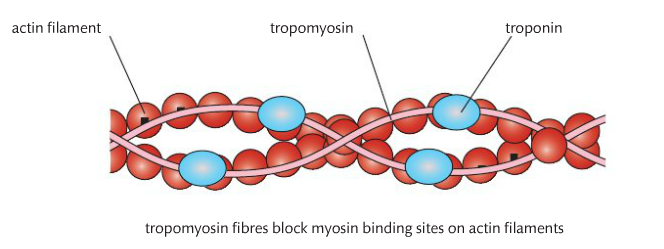 actin filament
tropomyosin
troponin
tropomyosin fibres block myosin binding sites on actin filaments